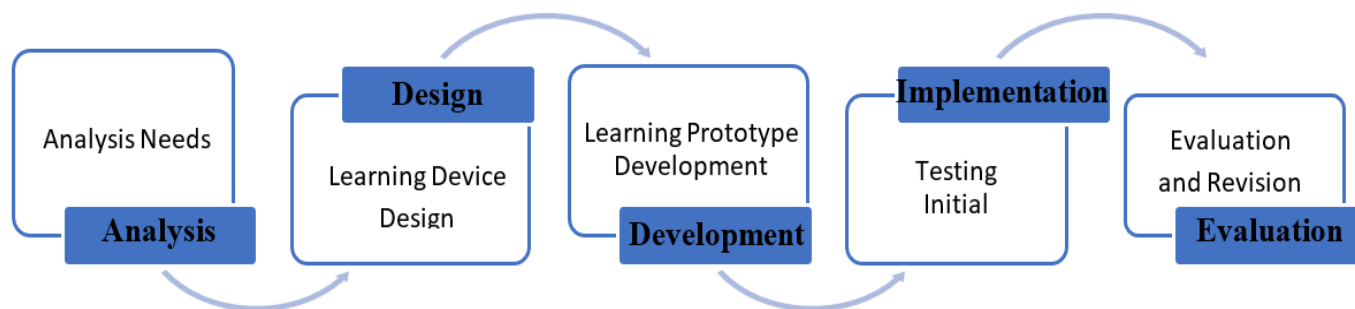 Analysis Needs
Analysis
Design
Learning Device
Design
Learning Prototype
Development
Development
Implementation
Testing
Initial
Evaluation
and Revision
Evaluation